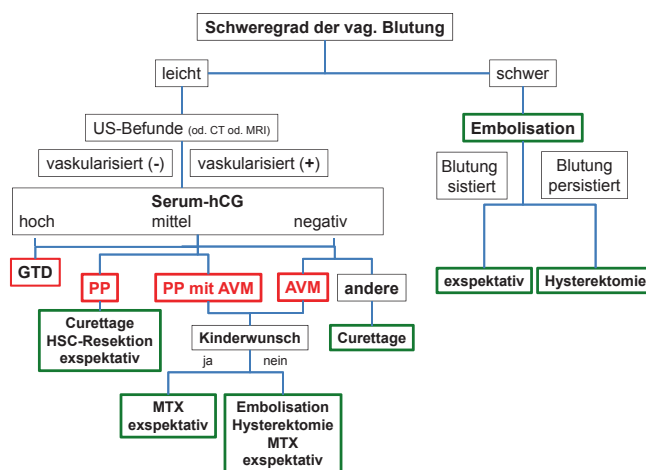 Schweregrad der vag. Blutung
leicht
schwer
US-Befunde (od. CT od. MRI)
Embolisation
vaskularisiert (-)
vaskularisiert (+)
Blutung
sistiert
Blutung
persistiert
Serum-hCG
hoch
mittel
negativ
GTD
PP
PP mit AVM
AVM
andere
exspektativ
Hysterektomie
Curettage
HSC-Resektion
exspektativ
Kinderwunsch
Curettage
ja
nein
MTX
exspektativ
Embolisation
Hysterektomie
MTX
exspektativ